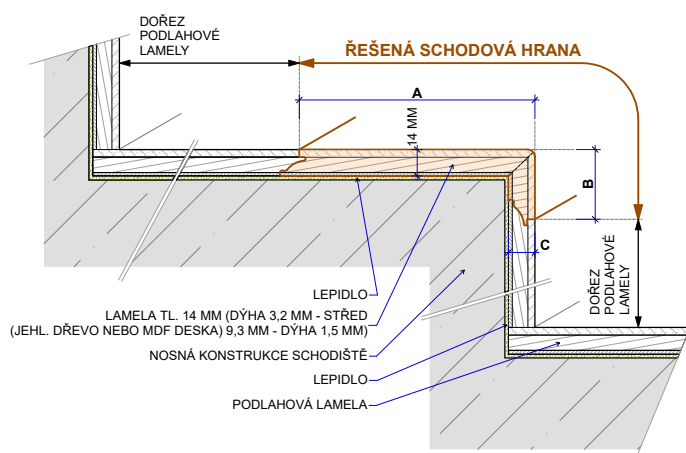 DOŘEZ
PODLAHOVÉ
LAMELY
ŘEŠENÁ SCHODOVÁ HRANA
A
14 MM
B
C
DOŘEZ
PODLAHOVÉ
LAMELY
LEPIDLO
LAMELA TL. 14 MM (DÝHA 3,2 MM - STŘED
(JEHL. DŘEVO NEBO MDF DESKA) 9,3 MM - DÝHA 1,5 MM)
NOSNÁ KONSTRUKCE SCHODIŠTĚ
LEPIDLO
PODLAHOVÁ LAMELA